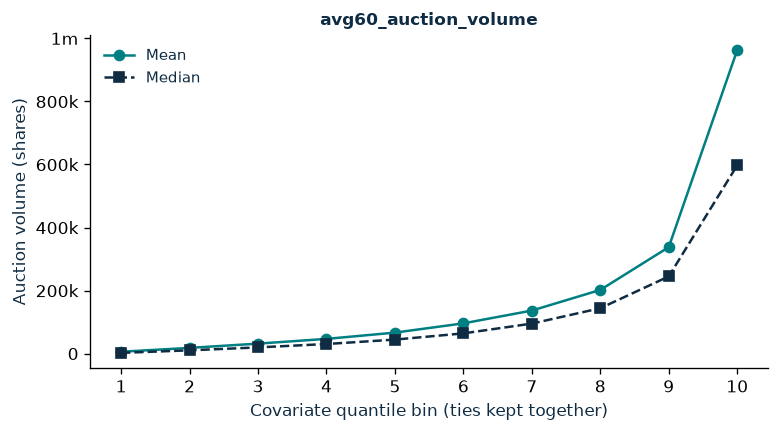 avg60_auction_volume
Mean
Median
Auction volume (shares)
1m
800k
600k
400k
200k
0
1 2 3 4 5 6 7 8 9 10
Covariate quantile bin (ties kept together)